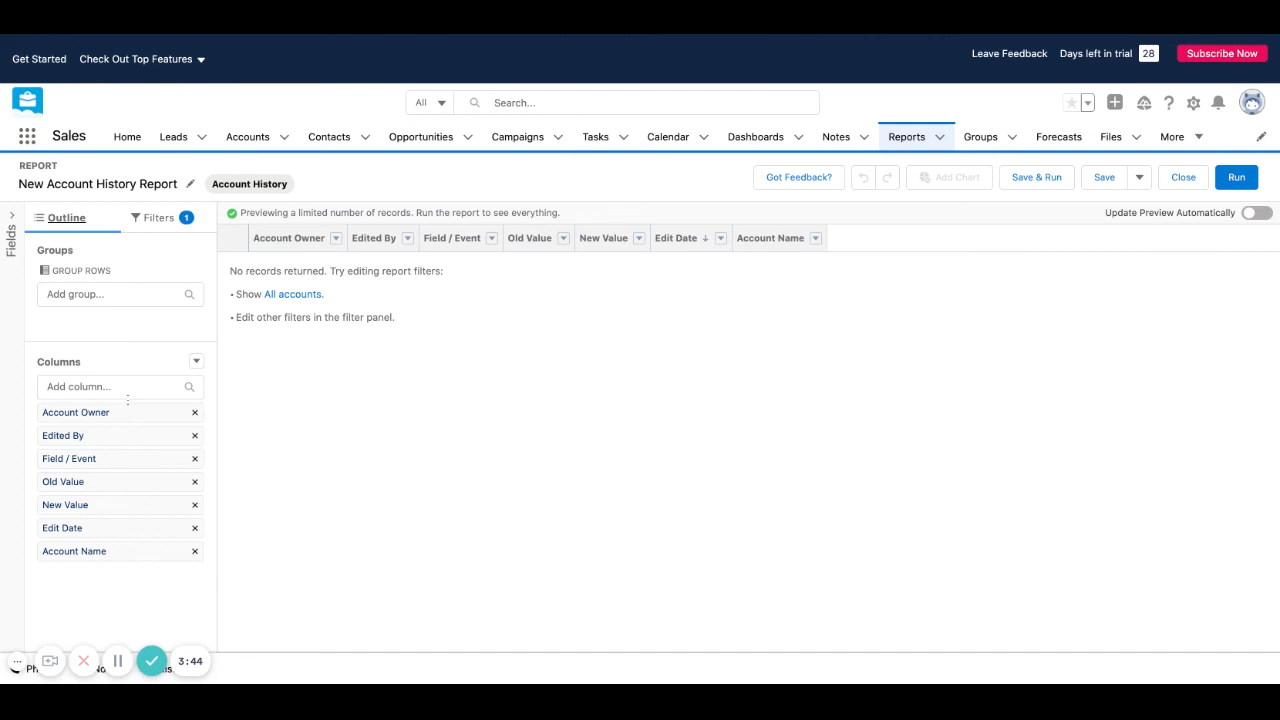 Get Started Check Out Top Features Leave Feedback Days left in trial 28 Subscribe Now
All Search...
Sales Home Leads Accounts Contacts Opportunities Campaigns Tasks Calendar Dashboards Notes Reports Groups Forecasts Files More
REPORT
New Account History Report Account History Got Feedback? Add Chart Save & Run Save Close Run
Fields
Outline Filters 1 Previewing a limited number of records. Run the report to see everything. Update Preview Automatically
Account Owner Edited By Field / Event Old Value New Value Edit Date Account Name
Groups
GROUP ROWS
Add group...
No records returned. Try editing report filters:
• Show All accounts.
• Edit other filters in the filter panel.
Columns
Add column...
Account Owner
Edited By
Field / Event
Old Value
New Value
Edit Date
Account Name
3:44